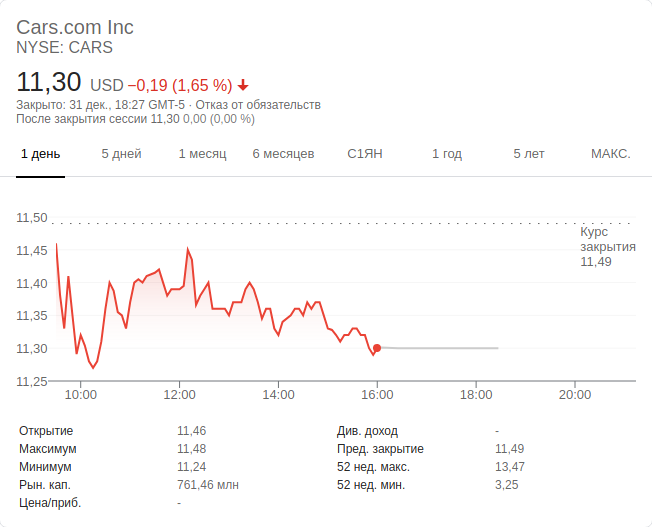 Cars.com Inc
NYSE: CARS
11,30 USD −0,19 (1,65 %)
Закрыто: 31 дек., 18:27 GMT-5 · Отказ от обязательств
После закрытия сессии 11,30 0,00 (0,00 %)
1 день 5 дней 1 месяц 6 месяцев С1ЯН 1 год 5 лет МАКС.
11,50
11,45
11,40
11,35
11,30
11,25
Курс
закрытия
11,49
10:00 12:00 14:00 16:00 18:00 20:00
Открытие 11,46 Див. доход -
Максимум 11,48 Пред. закрытие 11,49
Минимум 11,24 52 нед. макс. 13,47
Рын. кап. 761,46 млн 52 нед. мин. 3,25
Цена/приб. -